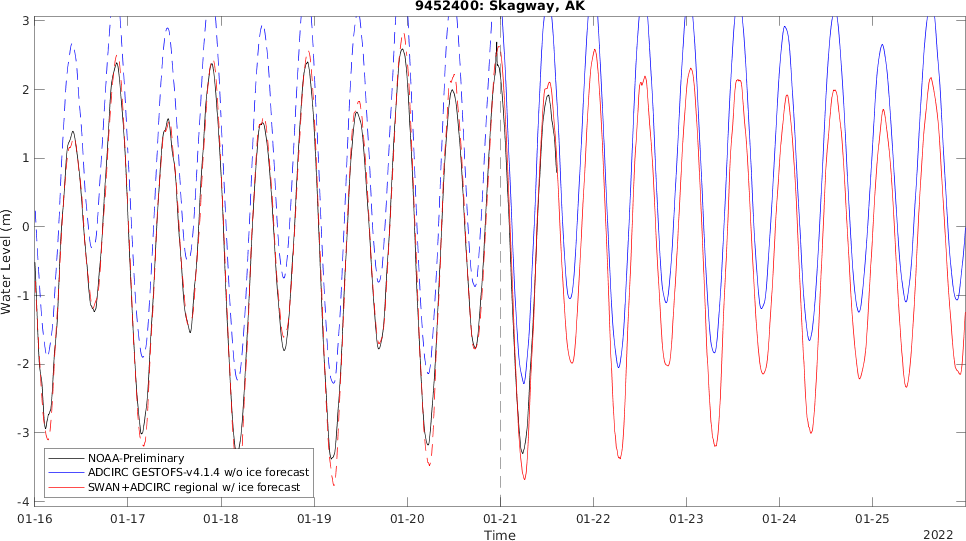 9452400: Skagway, AK
3
2
1
0
-1
-2
-3
-4
Water Level (m)
NOAA-Preliminary
ADCIRC GESTOFS-v4.1.4 w/o ice forecast
SWAN+ADCIRC regional w/ ice forecast
01-16 01-17 01-18 01-19 01-20 01-21 01-22 01-23 01-24 01-25
Time
2022